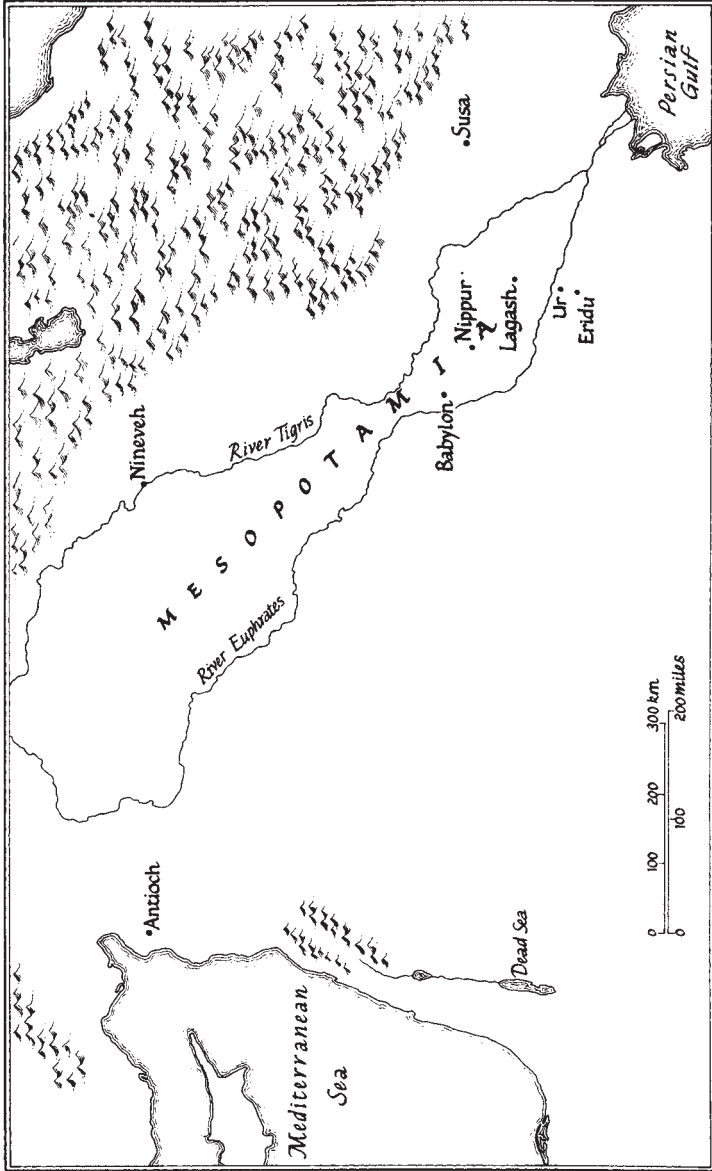 Antioch
Mediterranean
Sea
Dead Sea
Nineveh
River Tigris
MESOPOTAMIA
River Euphrates
Babylon
Nippur
Lagash
Ur
Eridu
Susa
Persian
Gulf
0 100 200 300 km
0 100 200 miles